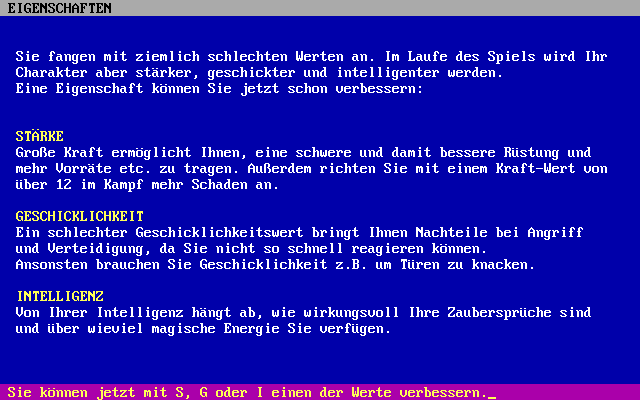 EIGENSCHAFTEN
Sie fangen mit ziemlich schlechten Werten an. Im Laufe des Spiels wird Ihr
Charakter aber stärker, geschickter und intelligenter werden.
Eine Eigenschaft können Sie jetzt schon verbessern:
STÄRKE
Große Kraft ermöglicht Ihnen, eine schwere und damit bessere Rüstung und
mehr Vorräte etc. zu tragen. Außerdem richten Sie mit einem Kraft-Wert von
über 12 im Kampf mehr Schaden an.
GESCHICKLICHKEIT
Ein schlechter Geschicklichkeitswert bringt Ihnen Nachteile bei Angriff
und Verteidigung, da Sie nicht so schnell reagieren können.
Ansonsten brauchen Sie Geschicklichkeit z.B. um Türen zu knacken.
INTELLIGENZ
Von Ihrer Intelligenz hängt ab, wie wirkungsvoll Ihre Zaubersprüche sind
und über wieviel magische Energie Sie verfügen.
Sie können jetzt mit S, G oder I einen der Werte verbessern._